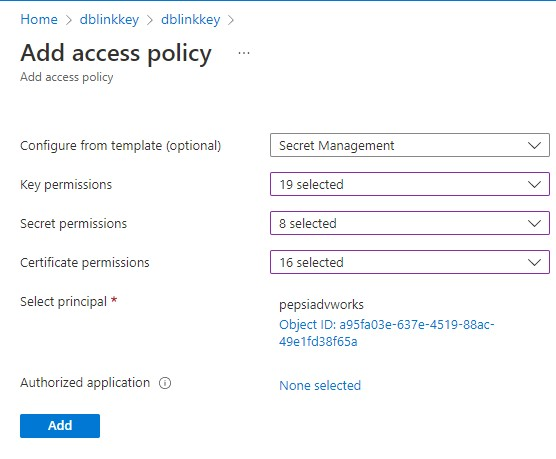 Home > dblinkkey > dblinkkey >
Add access policy ...
Add access policy
Configure from template (optional) Secret Management
Key permissions 19 selected
Secret permissions 8 selected
Certificate permissions 16 selected
Select principal * pepsiadvworks
Object ID: a95fa03e-637e-4519-88ac-
49e1fd38f65a
Authorized application None selected
Add